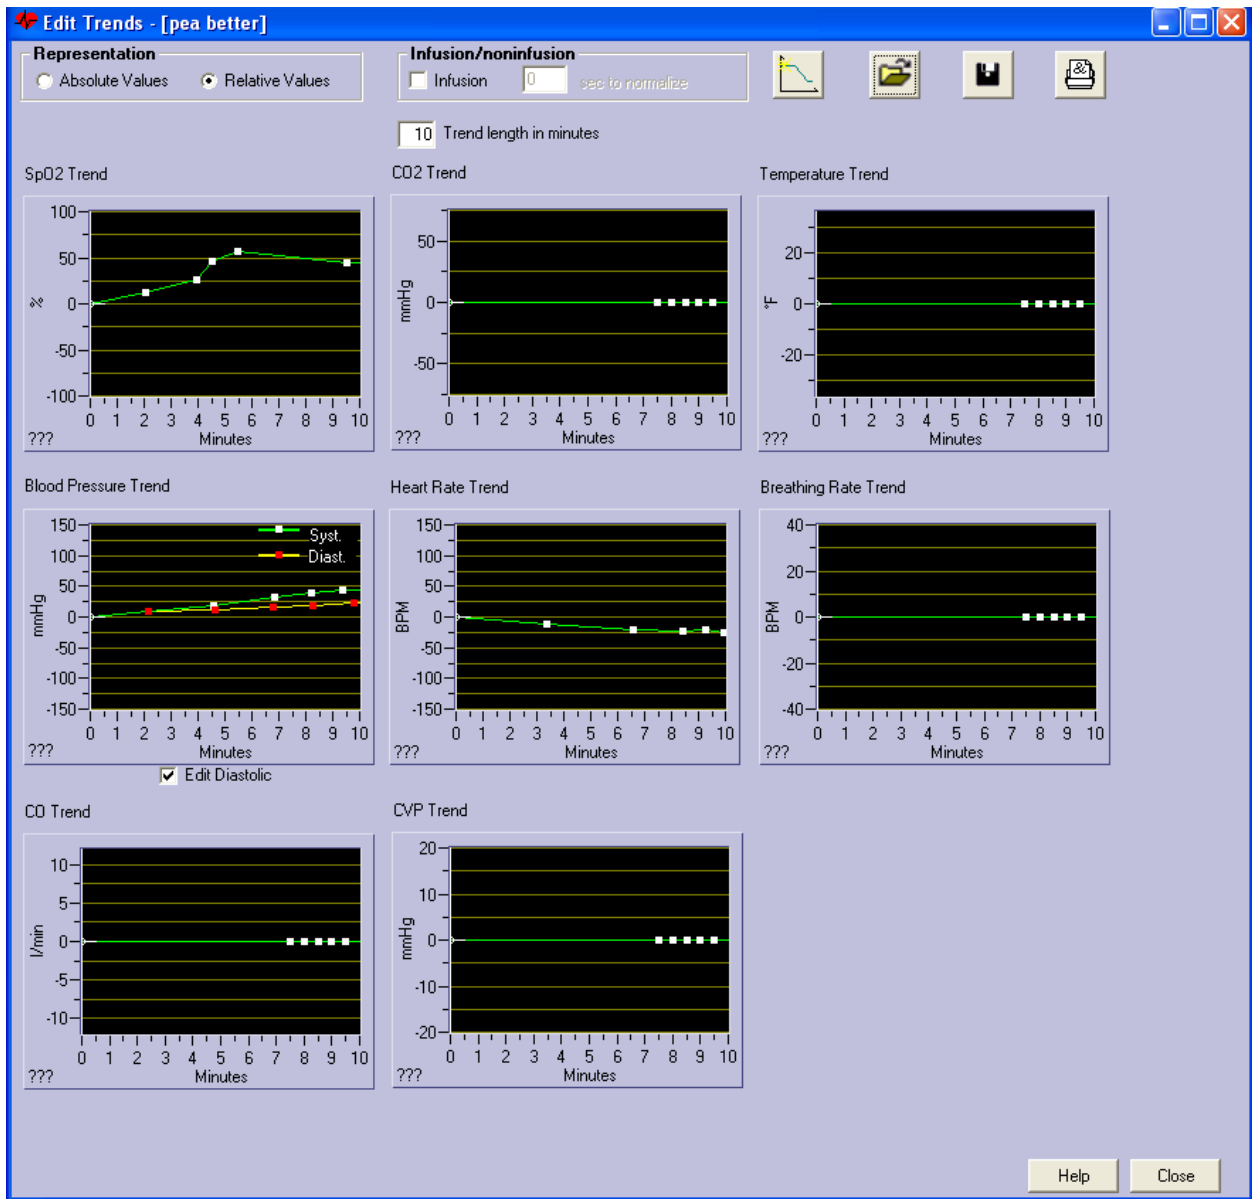 Edit Trends - [pea better]
Representation
Absolute Values
Relative Values
Infusion/noninfusion
Infusion
0
sec to normalize
10 Trend length in minutes
SpO2 Trend
100
50
0
-50
-100
%
0 1 2 3 4 5 6 7 8 9 10
??? Minutes
CO2 Trend
50
0
-50
mmHg
0 1 2 3 4 5 6 7 8 9 10
??? Minutes
Temperature Trend
20
0
-20
°F
0 1 2 3 4 5 6 7 8 9 10
??? Minutes
Blood Pressure Trend
150
100
50
0
-50
-100
-150
mmHg
Syst.
Diast.
0 1 2 3 4 5 6 7 8 9 10
??? Minutes
Edit Diastolic
Heart Rate Trend
150
100
50
0
-50
-100
-150
BPM
0 1 2 3 4 5 6 7 8 9 10
??? Minutes
Breathing Rate Trend
40
20
0
-20
-40
BPM
0 1 2 3 4 5 6 7 8 9 10
??? Minutes
CO Trend
10
5
0
-5
-10
l/min
0 1 2 3 4 5 6 7 8 9 10
??? Minutes
CVP Trend
20
10
0
-10
-20
mmHg
0 1 2 3 4 5 6 7 8 9 10
??? Minutes
Help
Close